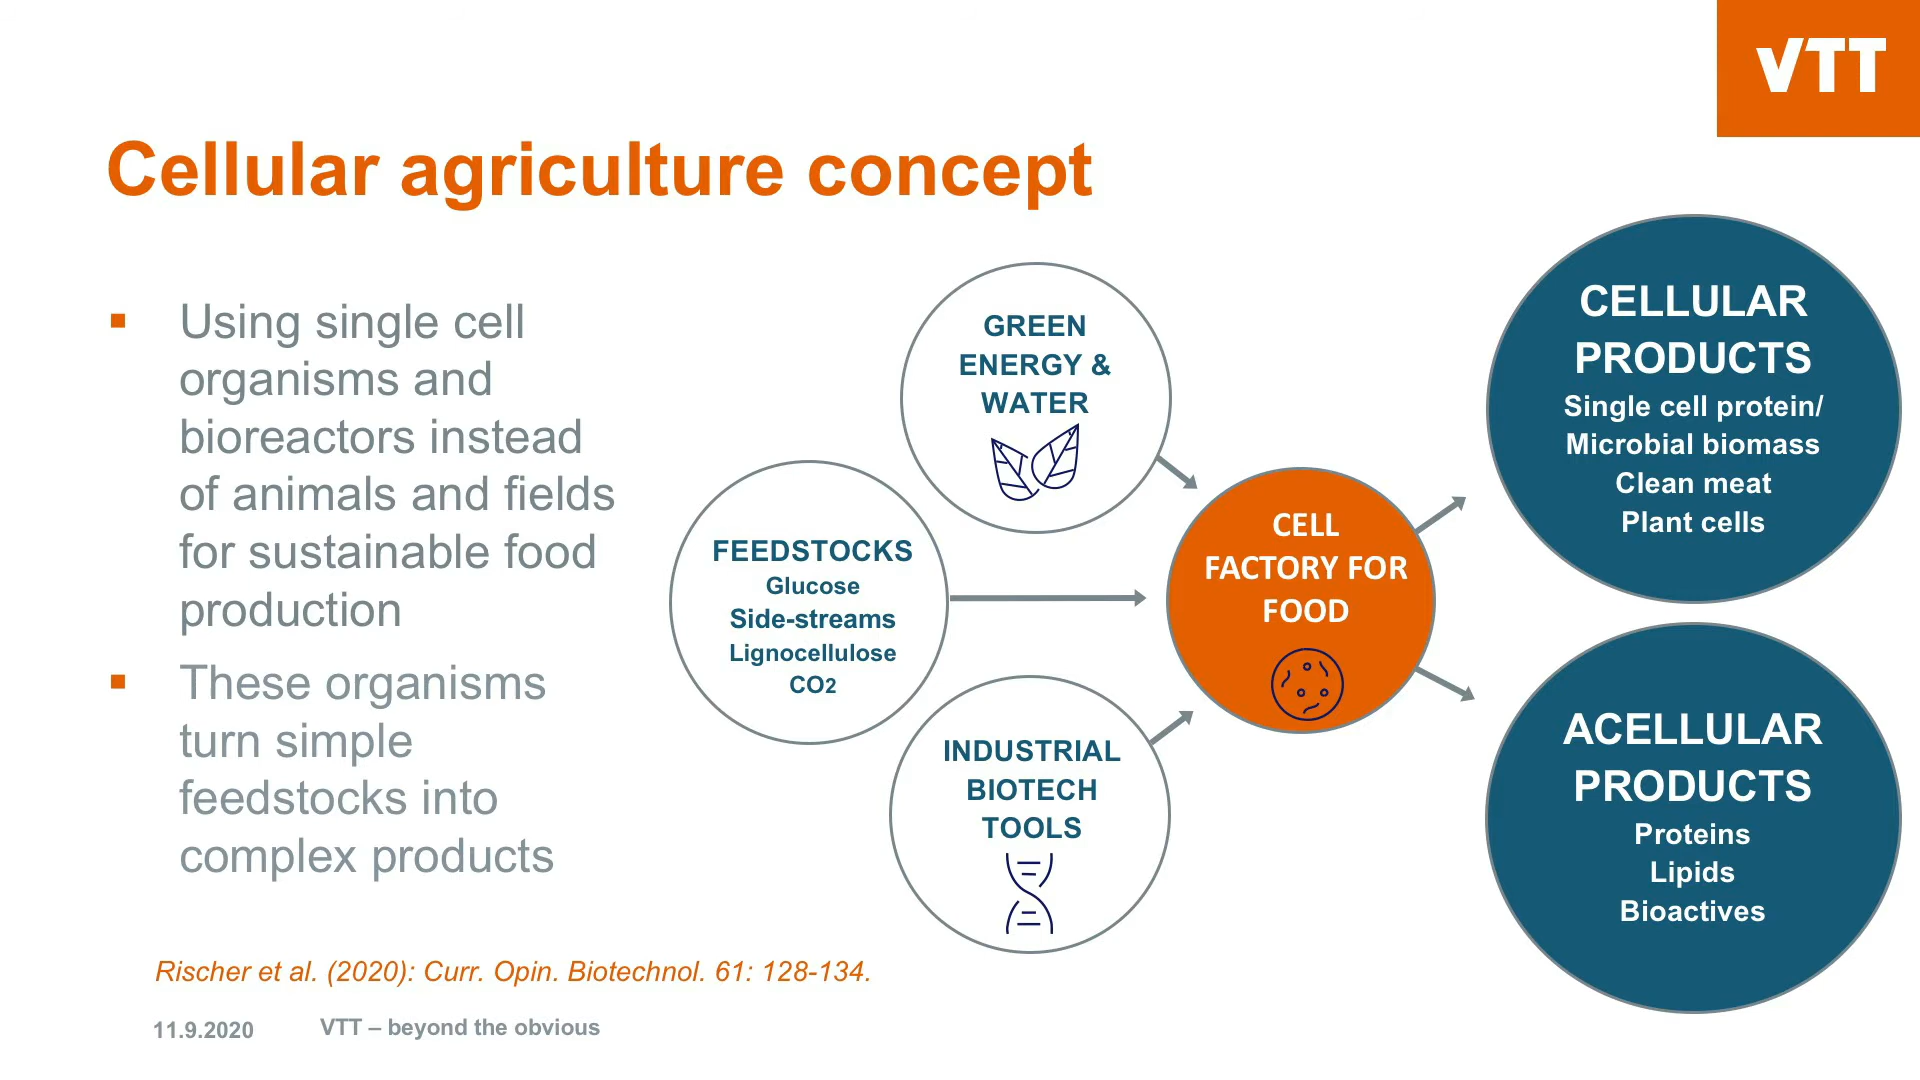 VTT
Cellular agriculture concept
Using single cell
organisms and
bioreactors instead
of animals and fields
for sustainable food
production
These organisms
turn simple
feedstocks into
complex products
GREEN
ENERGY &
WATER
FEEDSTOCKS
Glucose
Side-streams
Lignocellulose
CO2
INDUSTRIAL
BIOTECH
TOOLS
CELL
FACTORY FOR
FOOD
CELLULAR
PRODUCTS
Single cell protein/
Microbial biomass
Clean meat
Plant cells
ACELLULAR
PRODUCTS
Proteins
Lipids
Bioactives
Rischer et al. (2020): Curr. Opin. Biotechnol. 61: 128-134.
11.9.2020 VTT – beyond the obvious